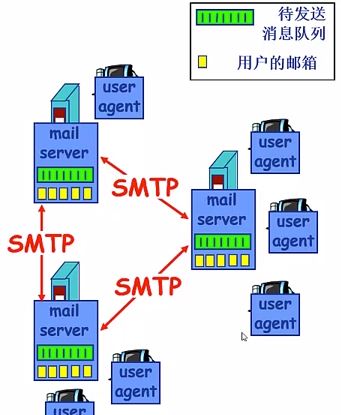 待发送
消息队列
用户的邮箱
user
agent
mail
server
user
agent
SMTP
mail
server
user
agent
SMTP
SMTP
mail
server
user
agent
user
agent
user